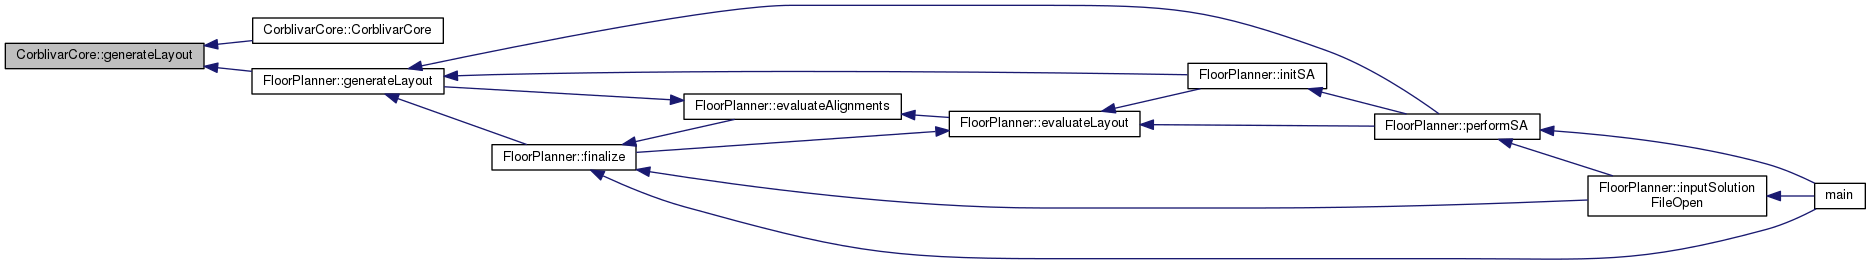 CorblivarCore::generateLayout
CorblivarCore::CorblivarCore
FloorPlanner::generateLayout
FloorPlanner::finalize
FloorPlanner::evaluateAlignments
FloorPlanner::evaluateLayout
FloorPlanner::initSA
FloorPlanner::performSA
FloorPlanner::inputSolution
FileOpen
main